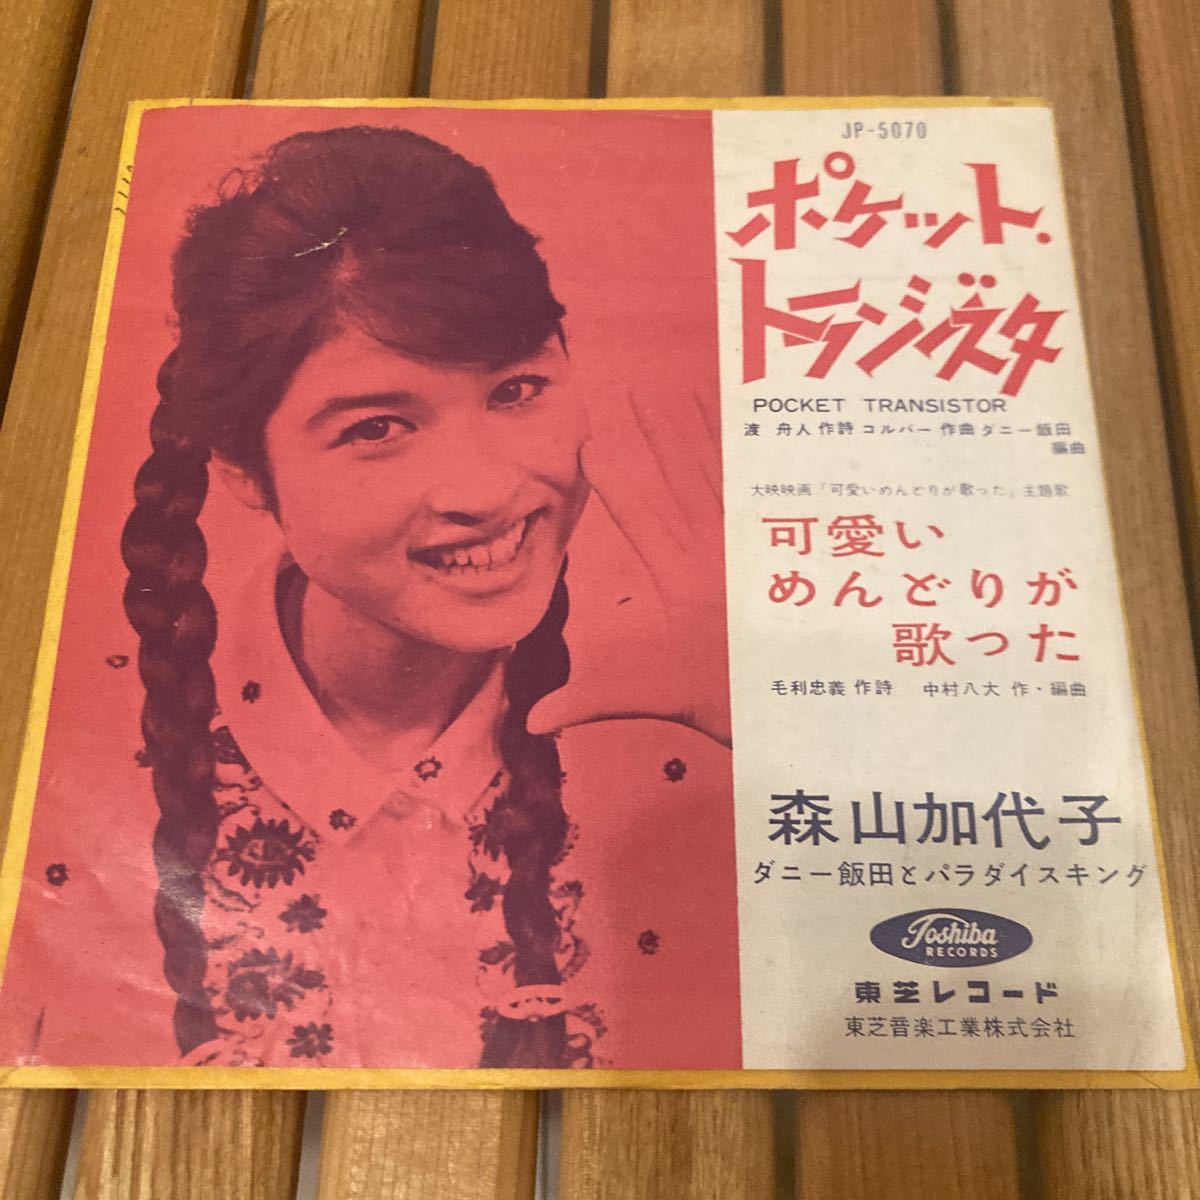 JP-5070
ポケット・
トランジスタ
POCKET TRANSISTOR
渡 舟人 作詩 コルバー 作曲 ダニー飯田
編曲
大映映画「可愛いめんどりが歌った」主題歌
可愛い
めんどりが
歌った
毛利忠義 作詩 中村八大 作・編曲
森山加代子
ダニー飯田とパラダイスキング
Toshiba
RECORDS
東芝レコード
東芝音楽工業株式会社